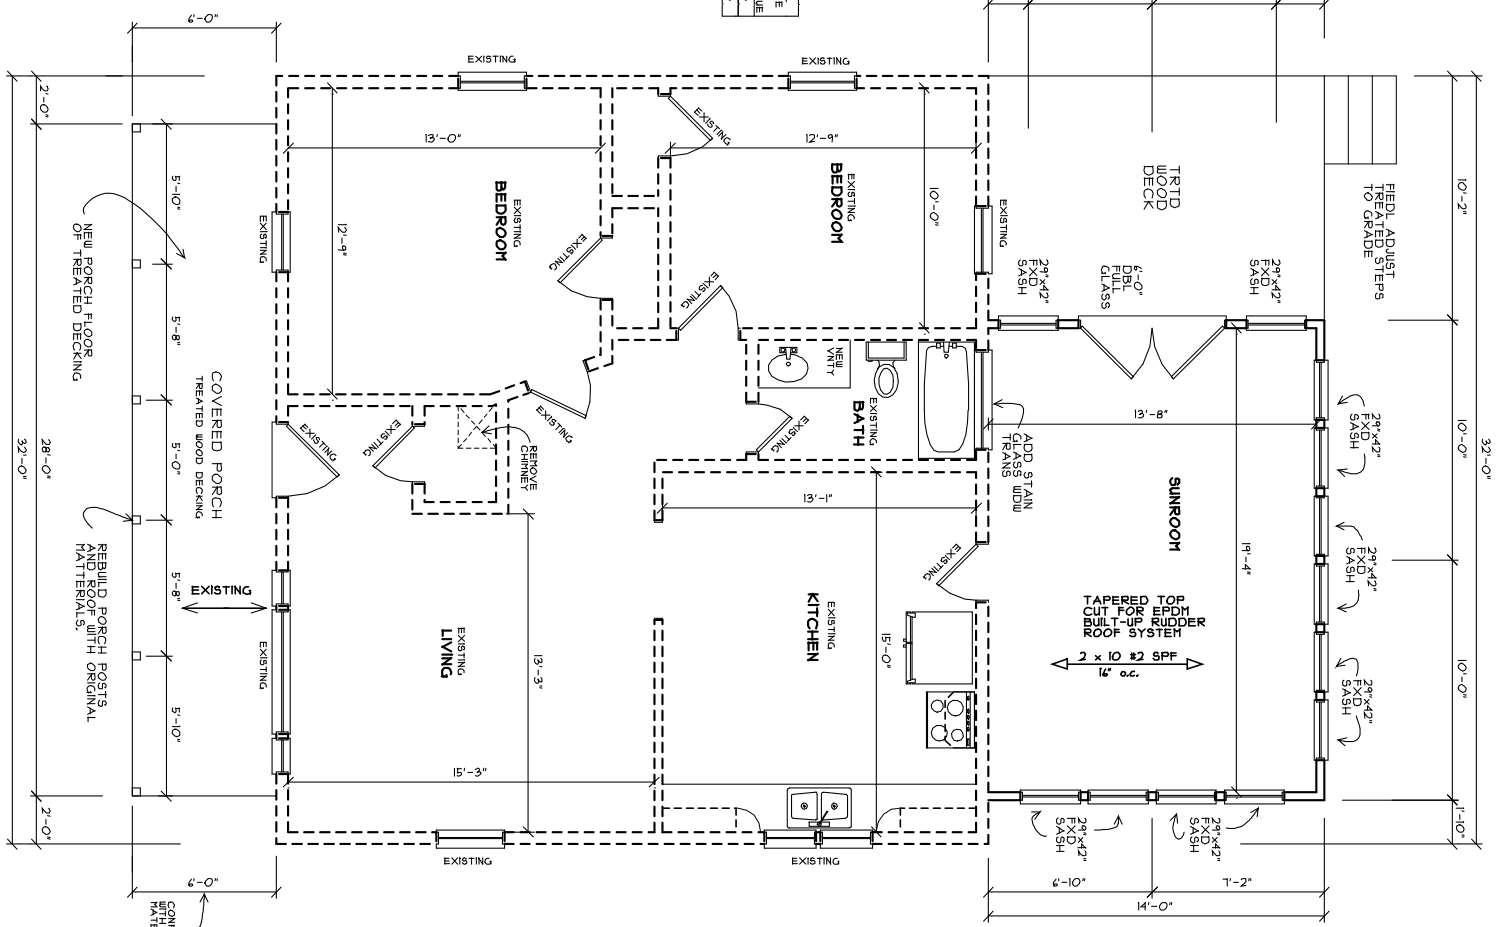 UE
E
6'-0"
EXISTING
EXISTING
2'-0"
13'-0"
EXISTING
12'-9"
10'-0"
TRTD
WOOD
DECK
FIEDL ADJUST
TREATED STEPS
TO GRADE
10'-2"
5'-10"
EXISTING
BEDROOM
EXISTING
BEDROOM
EXISTING
EXISTING
12'-9"
EXISTING
NEW PORCH FLOOR
OF TREATED DECKING
EXISTING
29"x42"
FXD
SASH
6'-0"
DBL
FULL
GLASS
29"x42"
FXD
SASH
5'-8"
NEW
VNTY
COVERED PORCH
TREATED WOOD DECKING
EXISTING
EXISTING
EXISTING
EXISTING
EXISTING
BATH
13'-8"
29"x42"
FXD
SASH
10'-0"
32'-0"
28'-0"
32'-0"
5'-0"
REMOVE
CHIMNEY
ADD STAIN
GLASS WDW
TRANS
13'-1"
SUNROOM
19'-4"
29"x42"
FXD
SASH
REBUILD PORCH POSTS
AND ROOF WITH ORIGINAL
MATTERIALS.
5'-8"
EXISTING
EXISTING
EXISTING
LIVING
13'-3"
EXISTING
KITCHEN
15'-0"
EXISTING
TAPERED TOP
CUT FOR EPDM
BUILT-UP RUDDER
ROOF SYSTEM
2 x 10 #2 SPF
16" o.c.
29"x42"
FXD
SASH
10'-0"
5'-10"
15'-3"
2'-0"
EXISTING
EXISTING
29"x42"
FXD
SASH
29"x42"
FXD
SASH
1'-10"
6'-0"
6'-10"
7'-2"
14'-0"
WITH